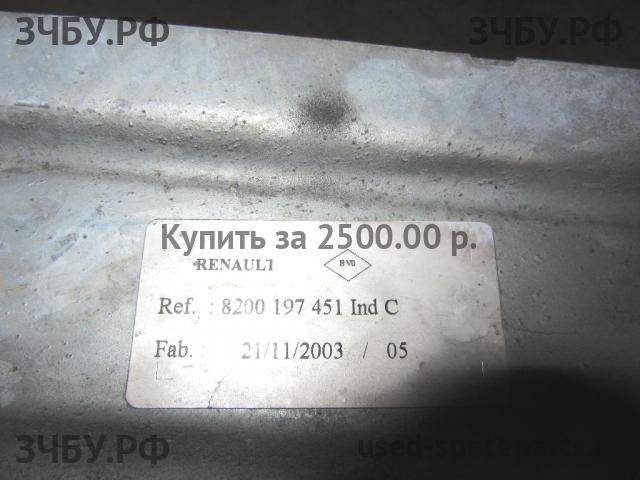 ЗЧБУ.РФ ЗЧБУ.РФ
Купить за 2500.00 р.
RENAULT
Ref. : 8200 197 451 Ind C
Fab. : 21/11/2003 / 05
ЗЧБУ.РФ used-spareparts.ru